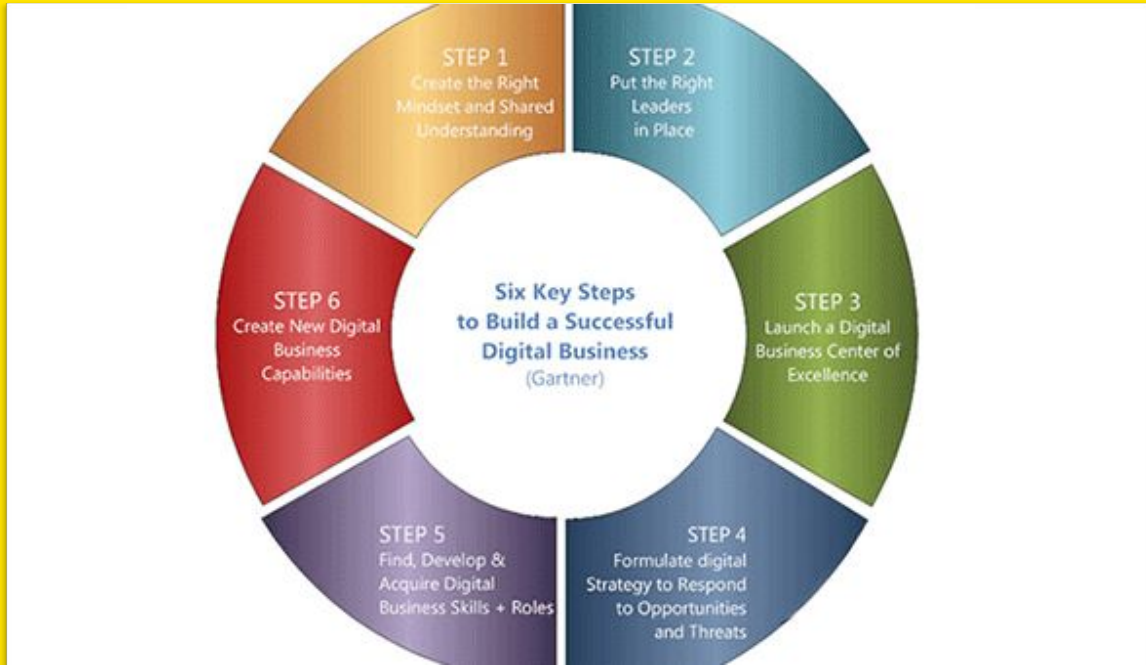 STEP 1
Create the Right
Mindset and Shared
Understanding
STEP 2
Put the Right
Leaders
in Place
STEP 3
Launch a Digital
Business Center of
Excellence
STEP 4
Formulate digital
Strategy to Respond
to Opportunities
and Threats
STEP 5
Find, Develop &
Acquire Digital
Business Skills + Roles
STEP 6
Create New Digital
Business
Capabilities
Six Key Steps
to Build a Successful
Digital Business
(Gartner)